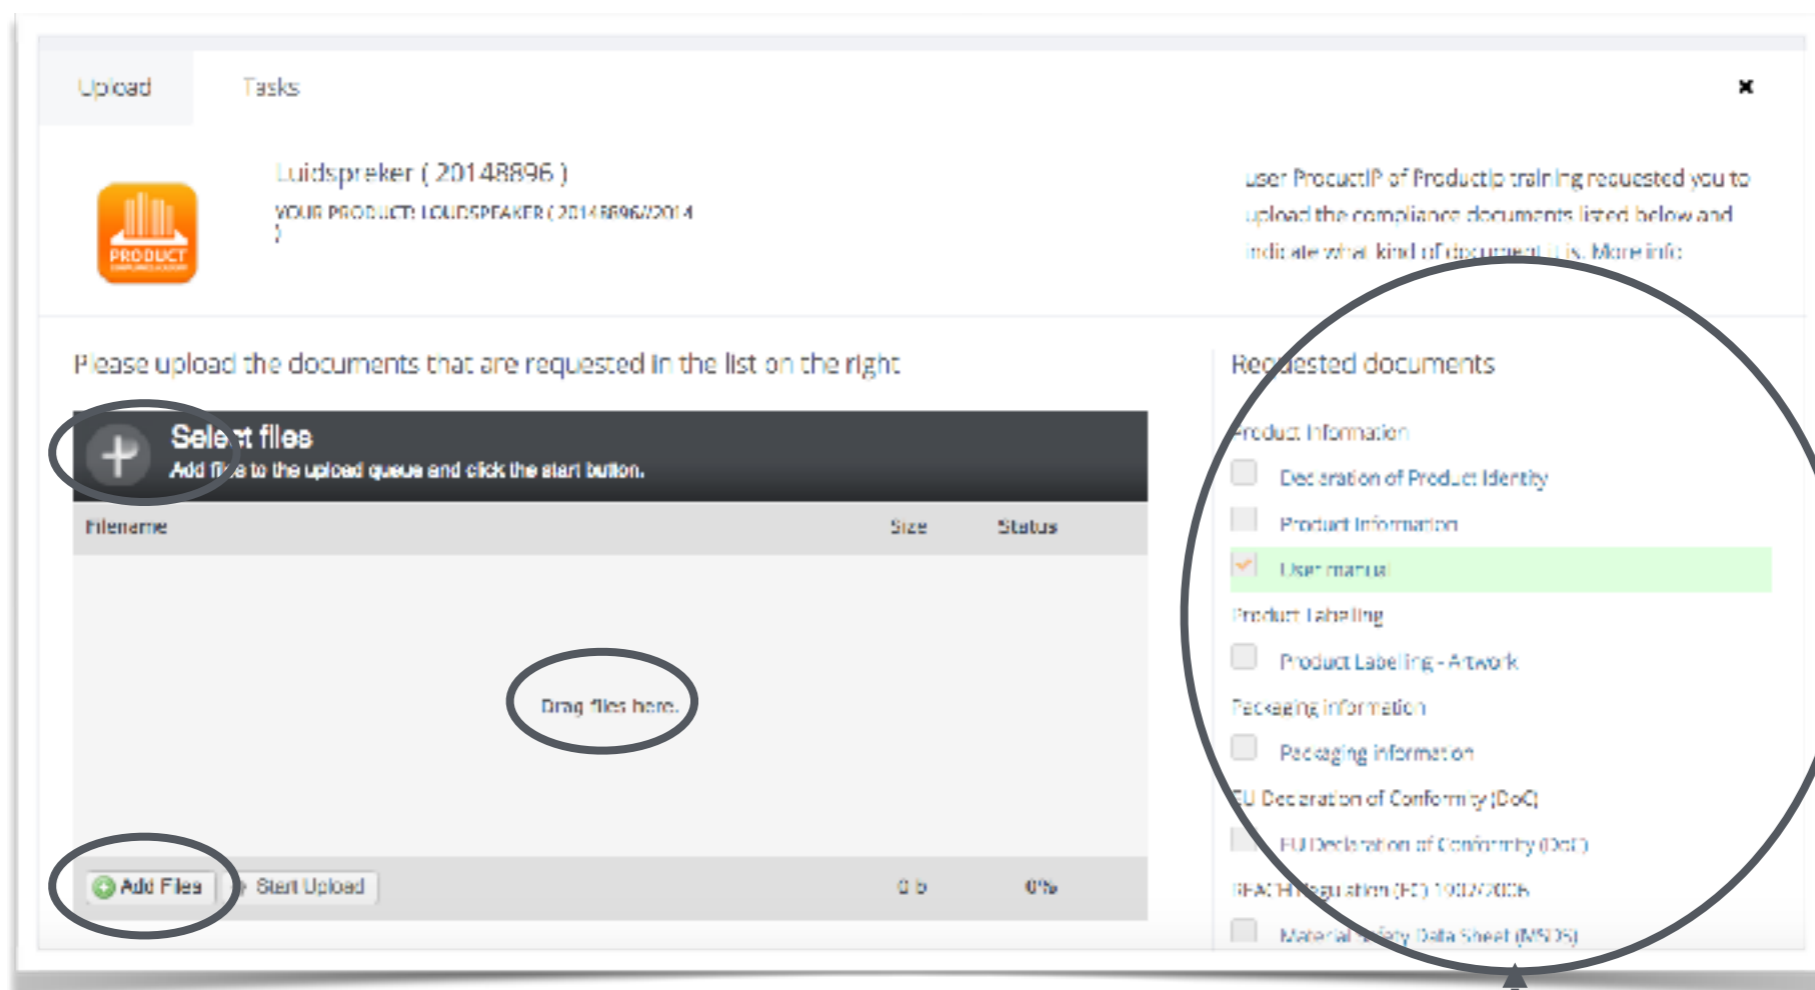 Upload
Tasks
Luidspreker ( 20148896 )
YOUR PRODUCT: LOUDSPEAKER ( 20148896//2014
)
PRODUCT
user ProductIP of Productip training requested you to
upload the compliance documents listed below and
indicate what kind of document it is. More info
Please upload the documents that are requested in the list on the right
Select files
Add files to the upload queue and click the start button.
Filename Size Status
Drag files here.
Add Files Start Upload 0 b 0%
Requested documents
Product Information
Declaration of Product Identity
Product Information
User manual
Product Labelling
Product Labelling - Artwork
Packaging information
Packaging information
EU Declaration of Conformity (DoC)
EU Declaration of Conformity (DoC)
REACH Regulation (EC) 1907/2006
Material Safety Data Sheet (MSDS)